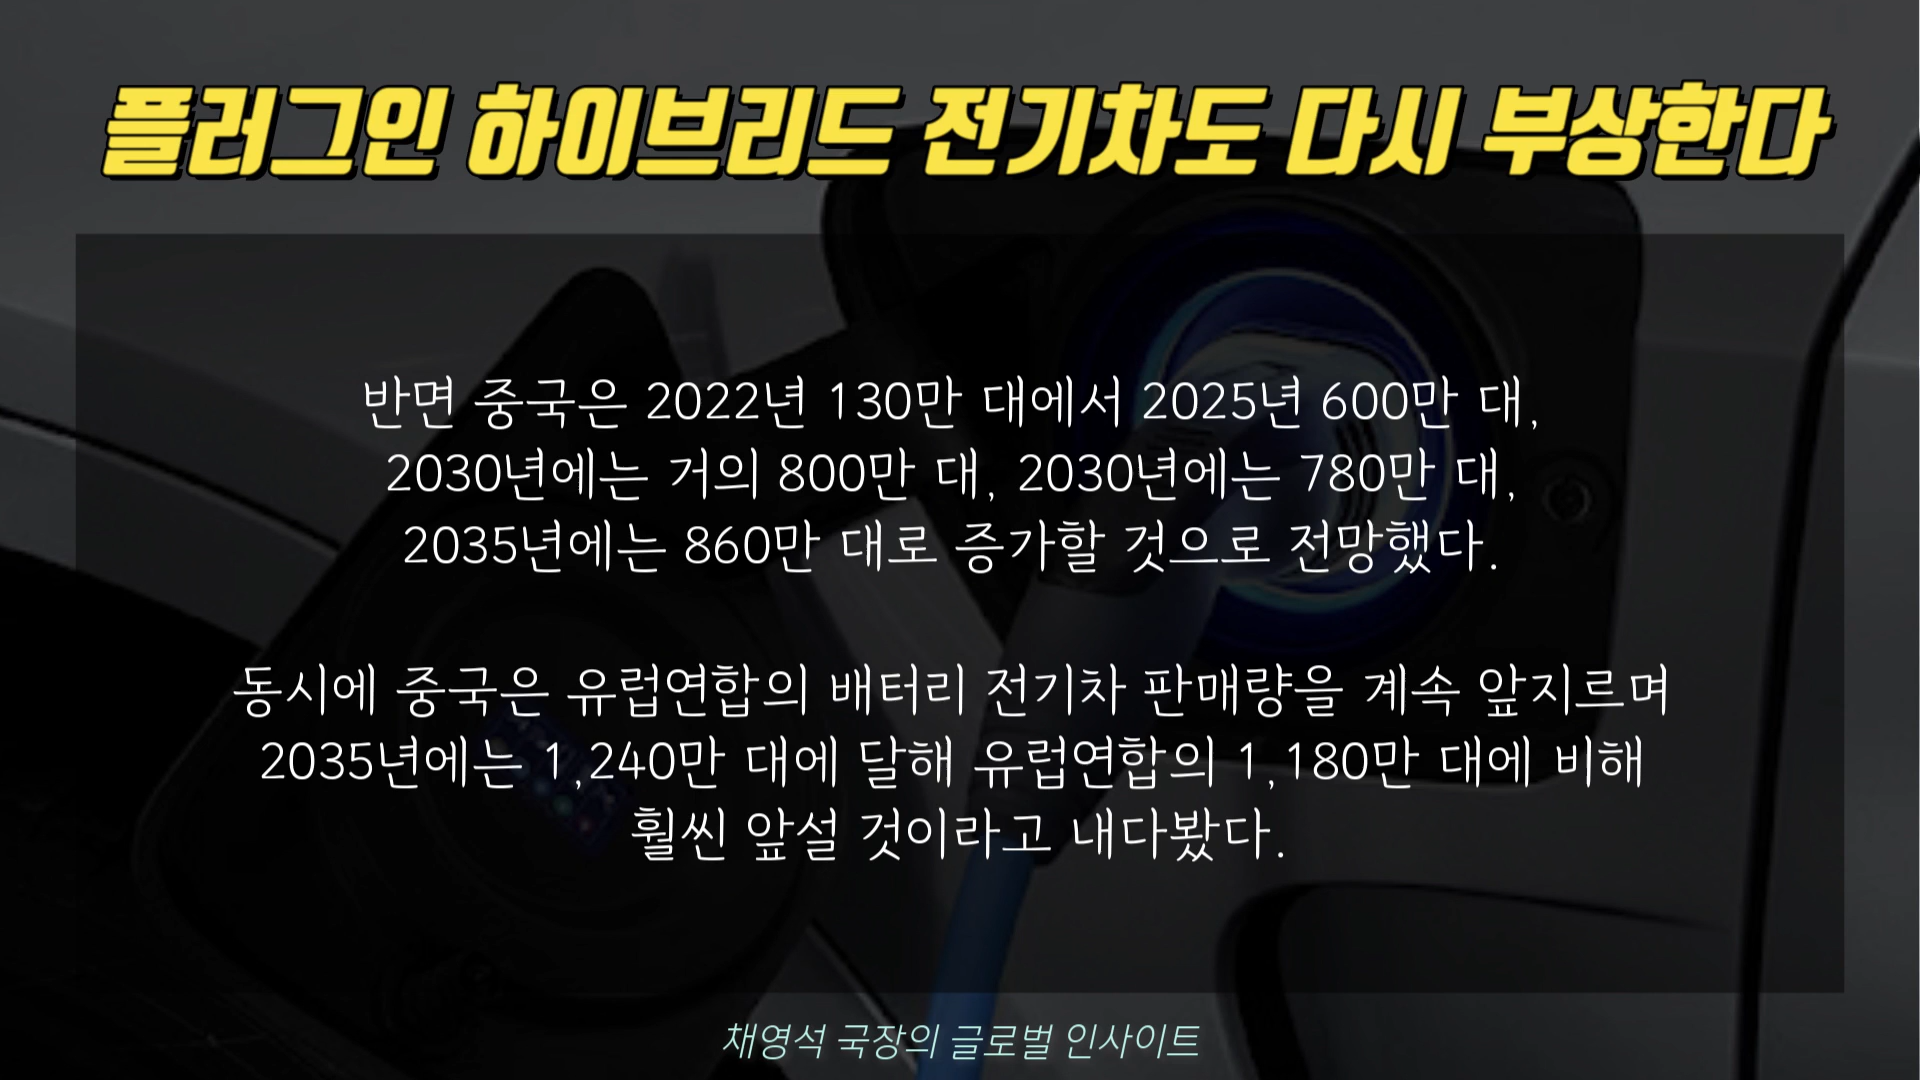 플러그인 하이브리드 전기차도 다시 부상한다
반면 중국은 2022년 130만 대에서 2025년 600만 대,
2030년에는 거의 800만 대, 2030년에는 780만 대,
2035년에는 860만 대로 증가할 것으로 전망했다.
동시에 중국은 유럽연합의 배터리 전기차 판매량을 계속 앞지르며
2035년에는 1,240만 대에 달해 유럽연합의 1,180만 대에 비해
훨씬 앞설 것이라고 내다봤다.
채영석 국장의 글로벌 인사이트